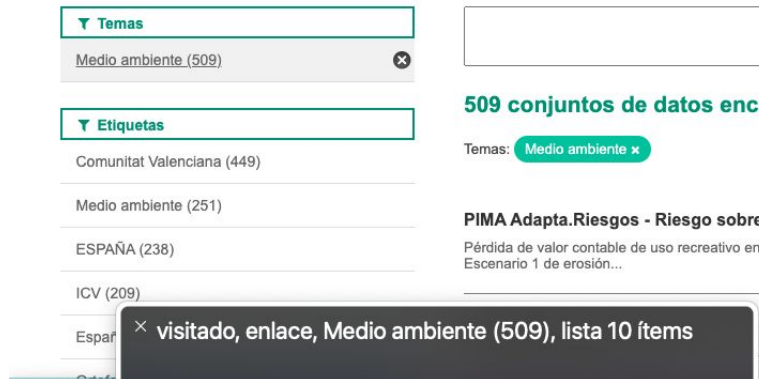 Temas
Medio ambiente (509)
Etiquetas
Comunitat Valenciana (449)
Medio ambiente (251)
ESPAÑA (238)
ICV (209)
509 conjuntos de datos enc
Temas: Medio ambiente ×
PIMA Adapta.Riesgos - Riesgo sobre
Pérdida de valor contable de uso recreativo en
Escenario 1 de erosión...
× visitado, enlace, Medio ambiente (509), lista 10 ítems